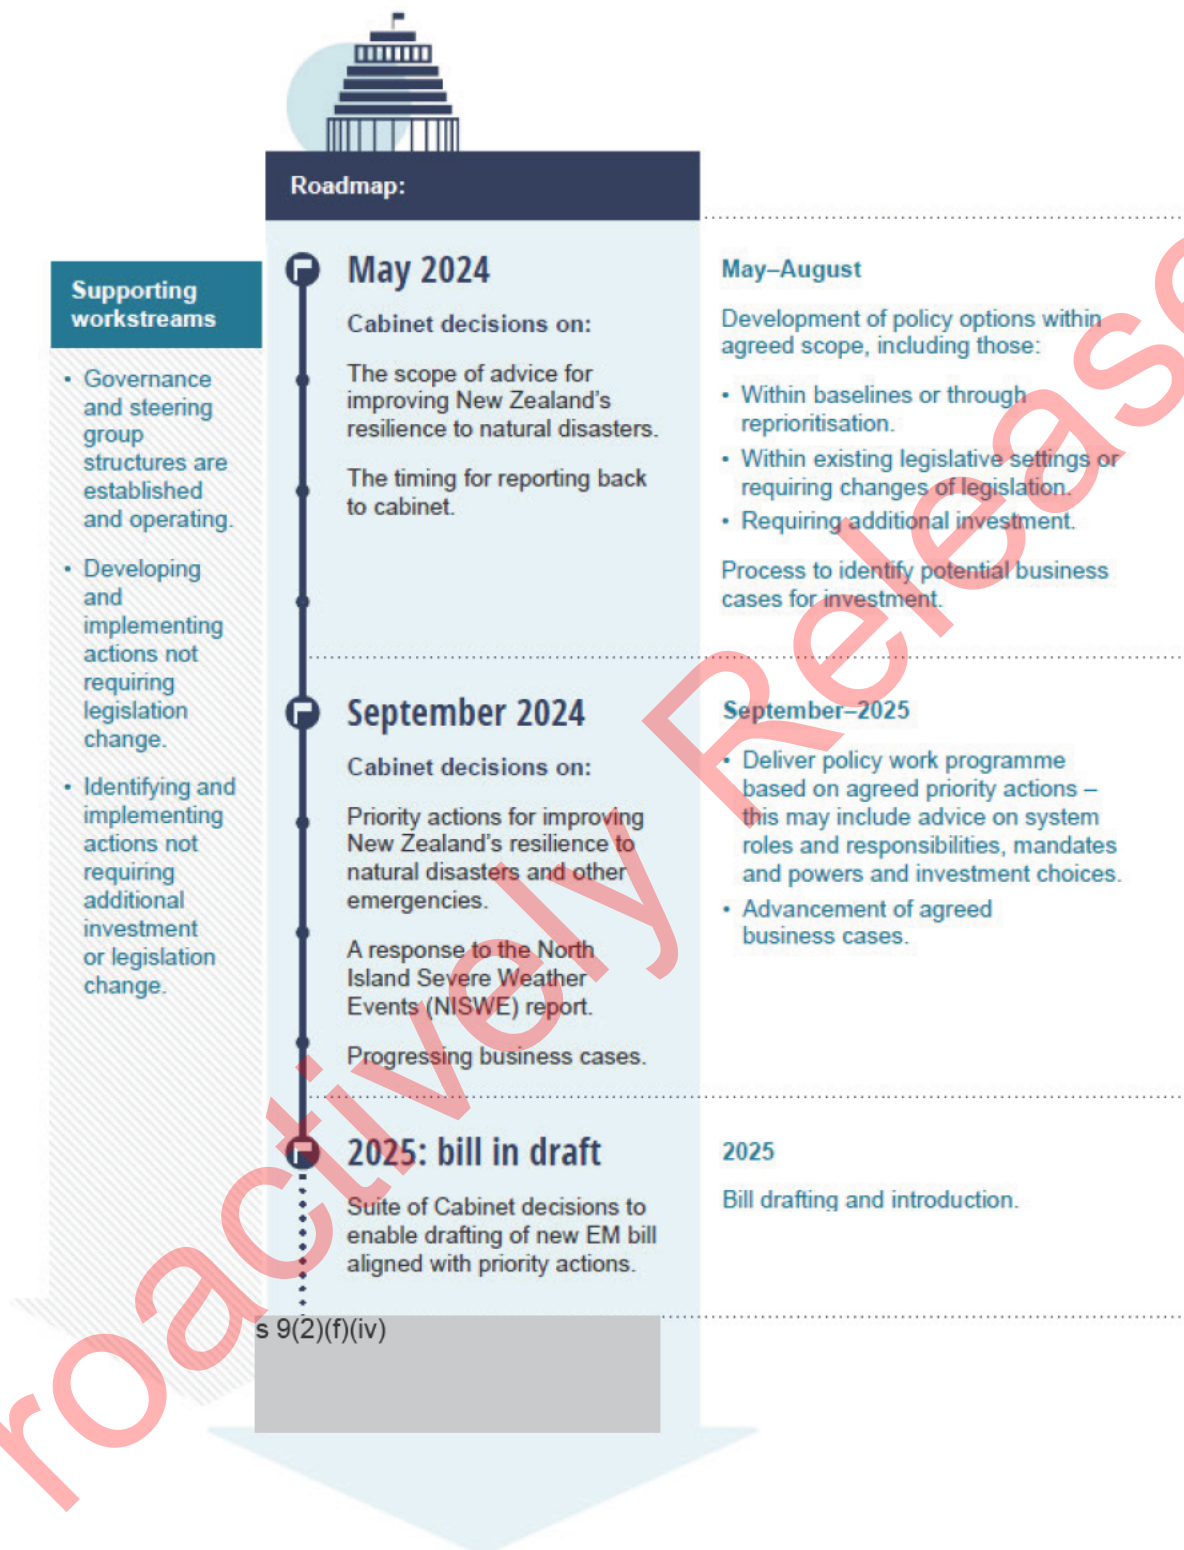 Roadmap:
Supporting
workstreams
• Governance
and steering
group
structures are
established
and operating.
• Developing
and
implementing
actions not
requiring
legislation
change.
• Identifying and
implementing
actions not
requiring
additional
investment
or legislation
change.
May 2024
Cabinet decisions on:
The scope of advice for
improving New Zealand’s
resilience to natural disasters.
The timing for reporting back
to cabinet.
May–August
Development of policy options within
agreed scope, including those:
• Within baselines or through
reprioritisation.
• Within existing legislative settings or
requiring changes of legislation.
• Requiring additional investment.
Process to identify potential business
cases for investment.
September 2024
Cabinet decisions on:
Priority actions for improving
New Zealand’s resilience to
natural disasters and other
emergencies.
A response to the North
Island Severe Weather
Events (NISWE) report.
Progressing business cases.
September–2025
• Deliver policy work programme
based on agreed priority actions –
this may include advice on system
roles and responsibilities, mandates
and powers and investment choices.
• Advancement of agreed
business cases.
2025: bill in draft
Suite of Cabinet decisions to
enable drafting of new EM bill
aligned with priority actions.
2025
Bill drafting and introduction.
s 9(2)(f)(iv)
roactively Release